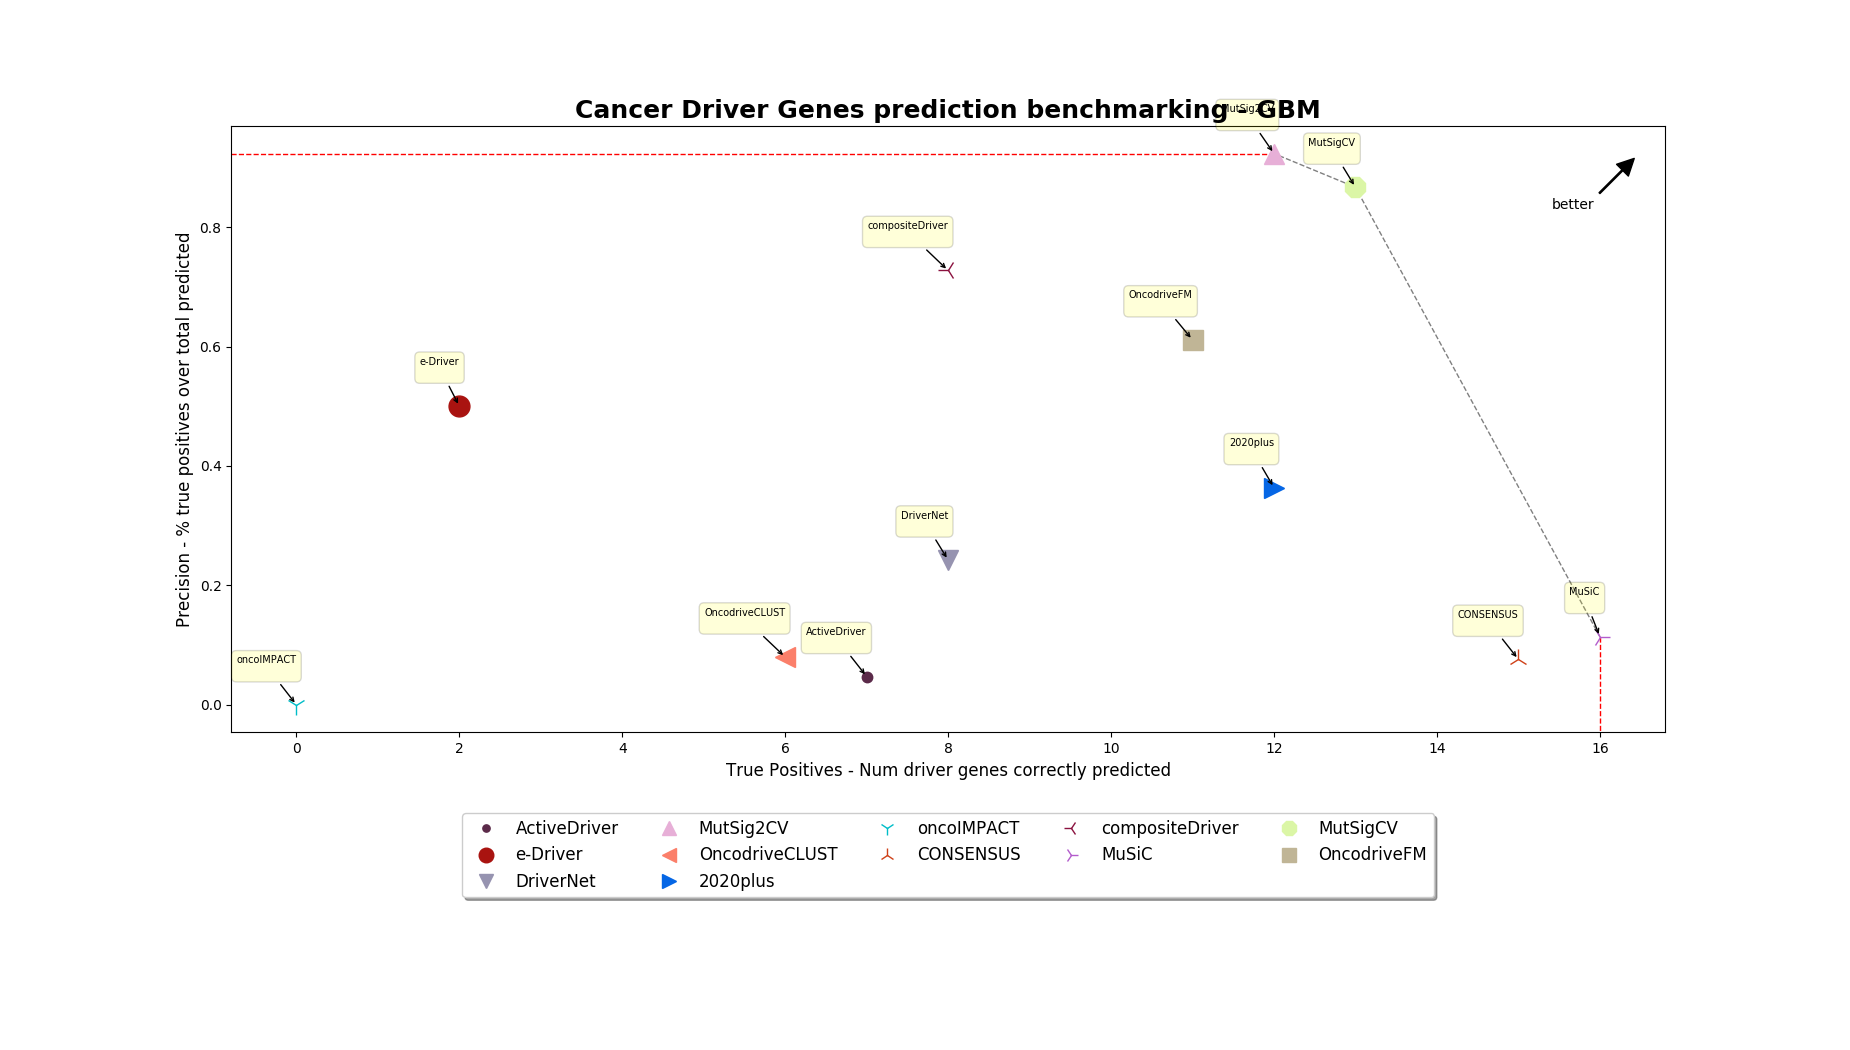 Cancer Driver Genes prediction benchmarking - GBM
MutSig2CV
MutSigCV
better
compositeDriver
OncodriveFM
e-Driver
2020plus
DriverNet
MuSiC
OncodriveCLUST
CONSENSUS
ActiveDriver
oncoIMPACT
Precision - % true positives over total predicted
0.8
0.6
0.4
0.2
0.0
0 2 4 6 8 10 12 14 16
True Positives - Num driver genes correctly predicted
ActiveDriver MutSig2CV oncoIMPACT compositeDriver MutSigCV
e-Driver OncodriveCLUST CONSENSUS MuSiC OncodriveFM
DriverNet 2020plus